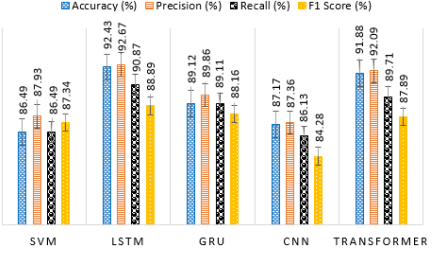 Accuracy (%) Precision (%) Recall (%) F1 Score (%)
86.49 87.93 86.49 87.34
92.43 92.67 90.87 88.89
89.12 89.86 89.11 88.16
87.17 87.36 86.13 84.28
91.88 92.09 89.71 87.89
SVM LSTM GRU CNN TRANSFORMER